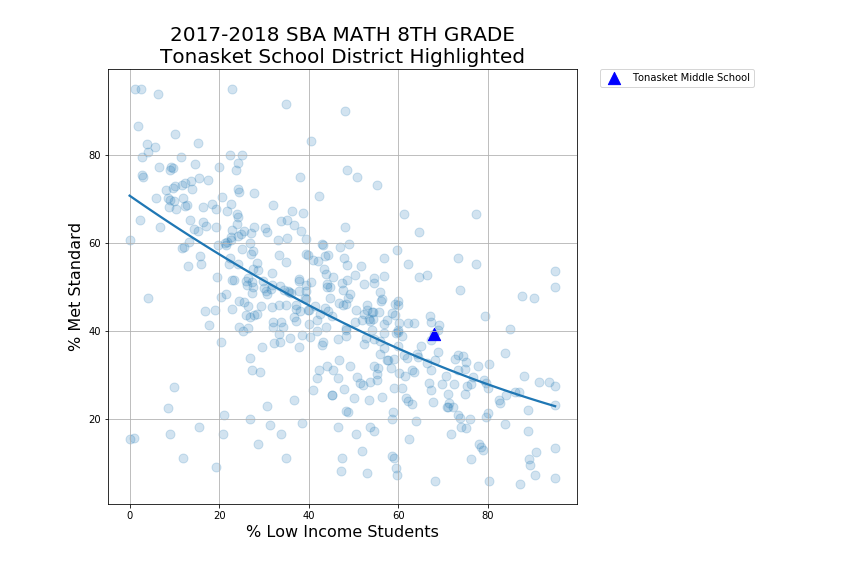 2017-2018 SBA MATH 8TH GRADE
Tonasket School District Highlighted
Tonasket Middle School
% Met Standard
80
60
40
20
0
20
40
60
80
% Low Income Students